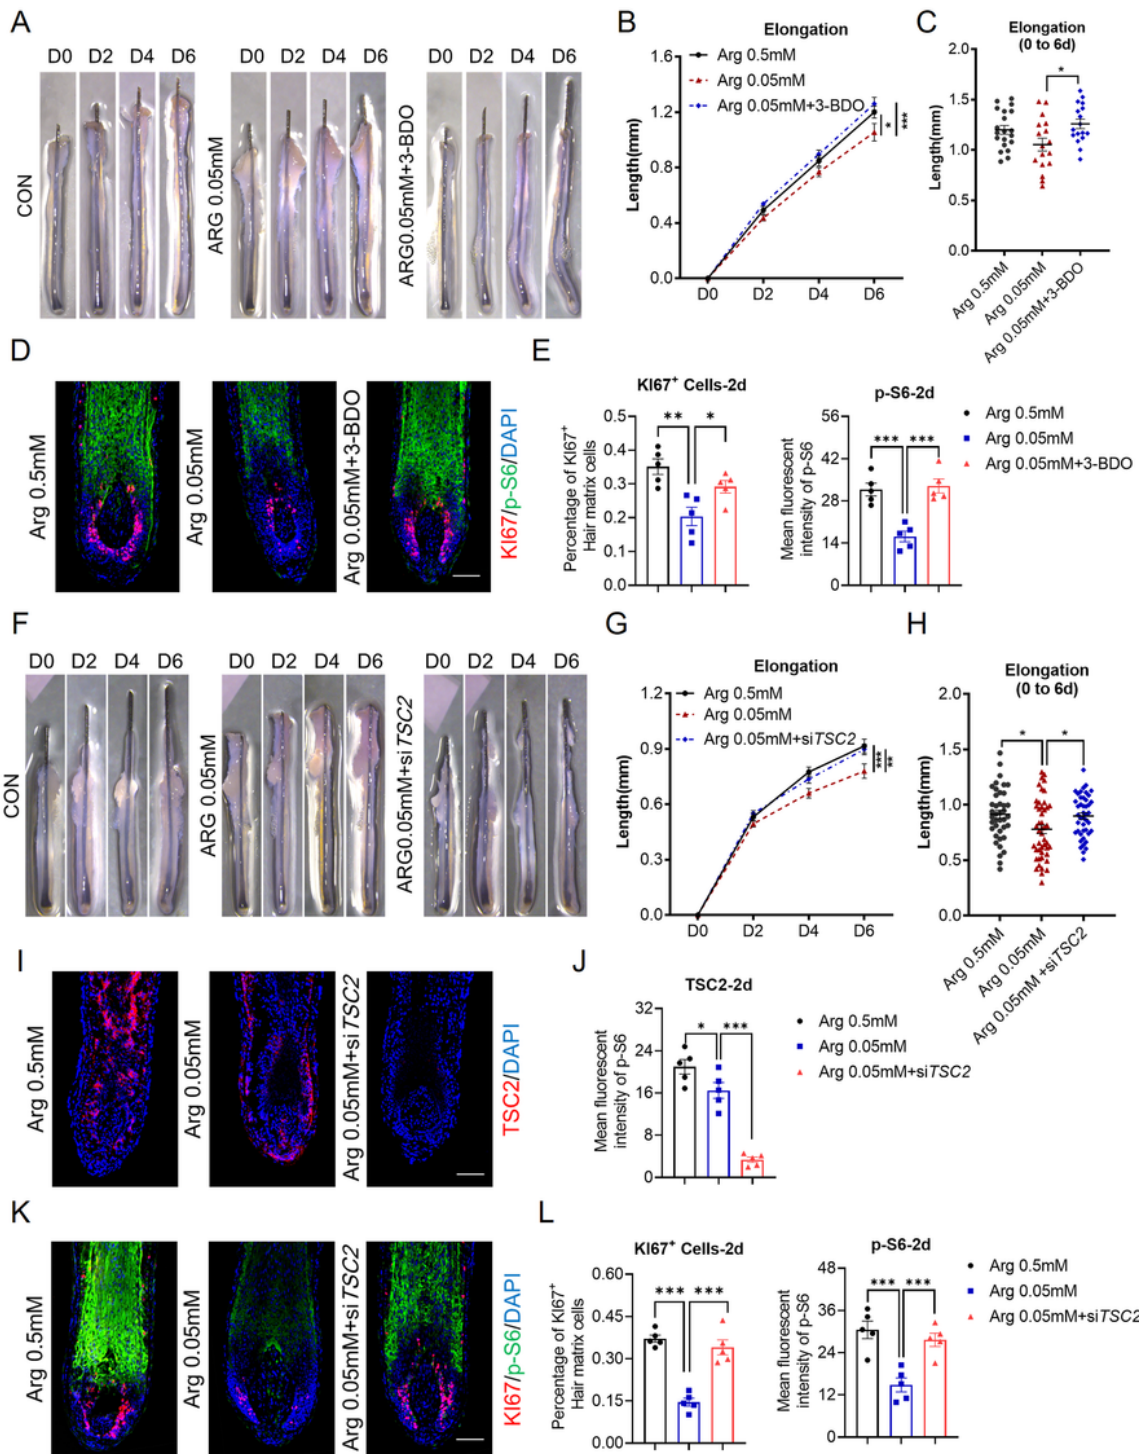 A
D0 D2 D4 D6
D0 D2 D4 D6
D0 D2 D4 D6
CON
ARG 0.05mM
ARG0.05mM+3-BDO
B
Elongation
Arg 0.5mM
Arg 0.05mM
Arg 0.05mM+3-BDO
Length(mm)
1.6
1.2
0.8
0.4
0.0
D0 D2 D4 D6
*
***
C
Elongation
(0 to 6d)
*
Length(mm)
2.0
1.5
1.0
0.5
0.0
Arg 0.5mM
Arg 0.05mM
Arg 0.05mM+3-BDO
D
Arg 0.5mM
Arg 0.05mM
Arg 0.05mM+3-BDO
KI67/p-S6/DAPI
E
KI67+ Cells-2d
** *
Percentage of KI67+
Hair matrix cells
0.5
0.4
0.3
0.2
0.1
0.0
p-S6-2d
*** ***
Mean fluorescent
intensity of p-S6
56
42
28
14
0
Arg 0.5mM
Arg 0.05mM
Arg 0.05mM+3-BDO
F
D0 D2 D4 D6
D0 D2 D4 D6
D0 D2 D4 D6
CON
ARG 0.05mM
ARG0.05mM+siTSC2
G
Elongation
Arg 0.5mM
Arg 0.05mM
Arg 0.05mM+siTSC2
Length(mm)
1.2
0.9
0.6
0.3
0.0
D0 D2 D4 D6
***
**
H
Elongation
(0 to 6d)
* *
Length(mm)
2.0
1.5
1.0
0.5
0.0
Arg 0.5mM
Arg 0.05mM
Arg 0.05mM +siTSC2
I
Arg 0.5mM
Arg 0.05mM
Arg 0.05mM+siTSC2
TSC2/DAPI
J
TSC2-2d
* ***
Mean fluorescent
intensity of p-S6
32
24
16
8
0
Arg 0.5mM
Arg 0.05mM
Arg 0.05mM+siTSC2
K
Arg 0.5mM
Arg 0.05mM
Arg 0.05mM+siTSC2
KI67/p-S6/DAPI
L
KI67+ Cells-2d
*** ***
Percentage of KI67+
Hair matrix cells
0.60
0.45
0.30
0.15
0.00
p-S6-2d
*** ***
Mean fluorescent
intensity of p-S6
48
36
24
12
0
Arg 0.5mM
Arg 0.05mM
Arg 0.05mM+siTSC2